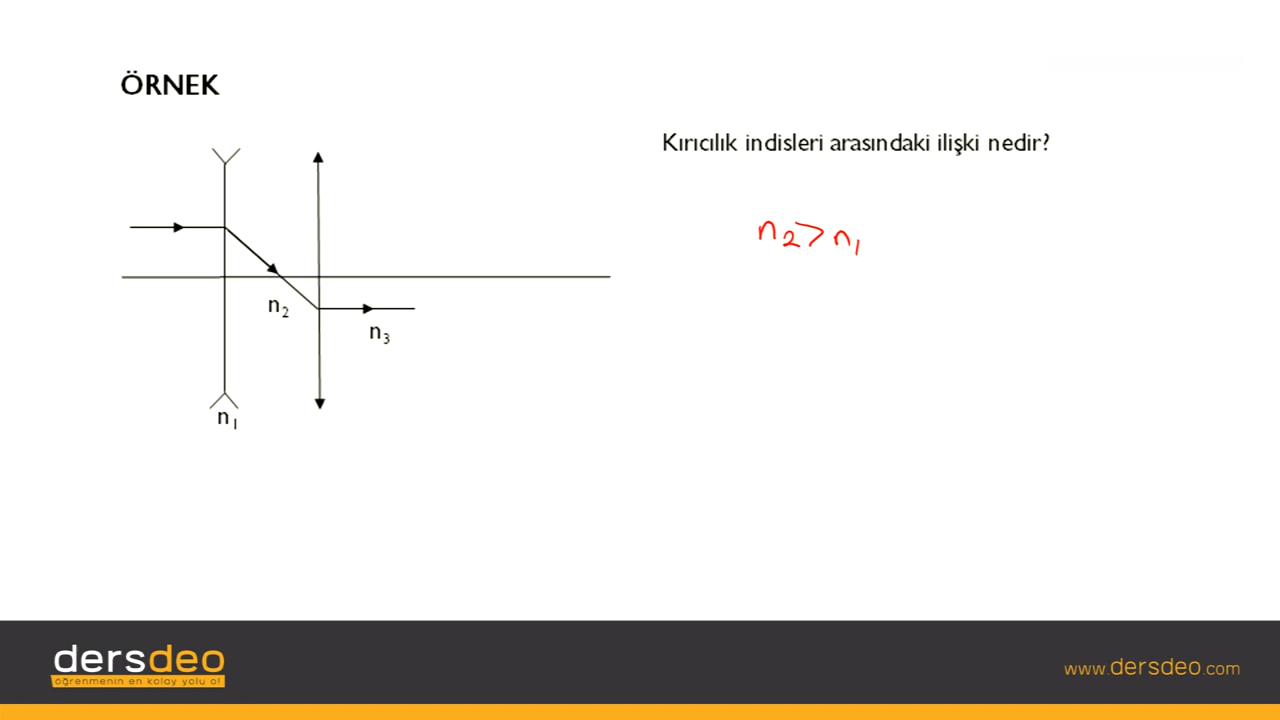 ÖRNEK
Kırıcılık indisleri arasındaki ilişki nedir?
n₂>n₁
n₂
n₃
n₁
dersdeo
öğrenmenin en kolay yolu o!
www.dersdeo.com